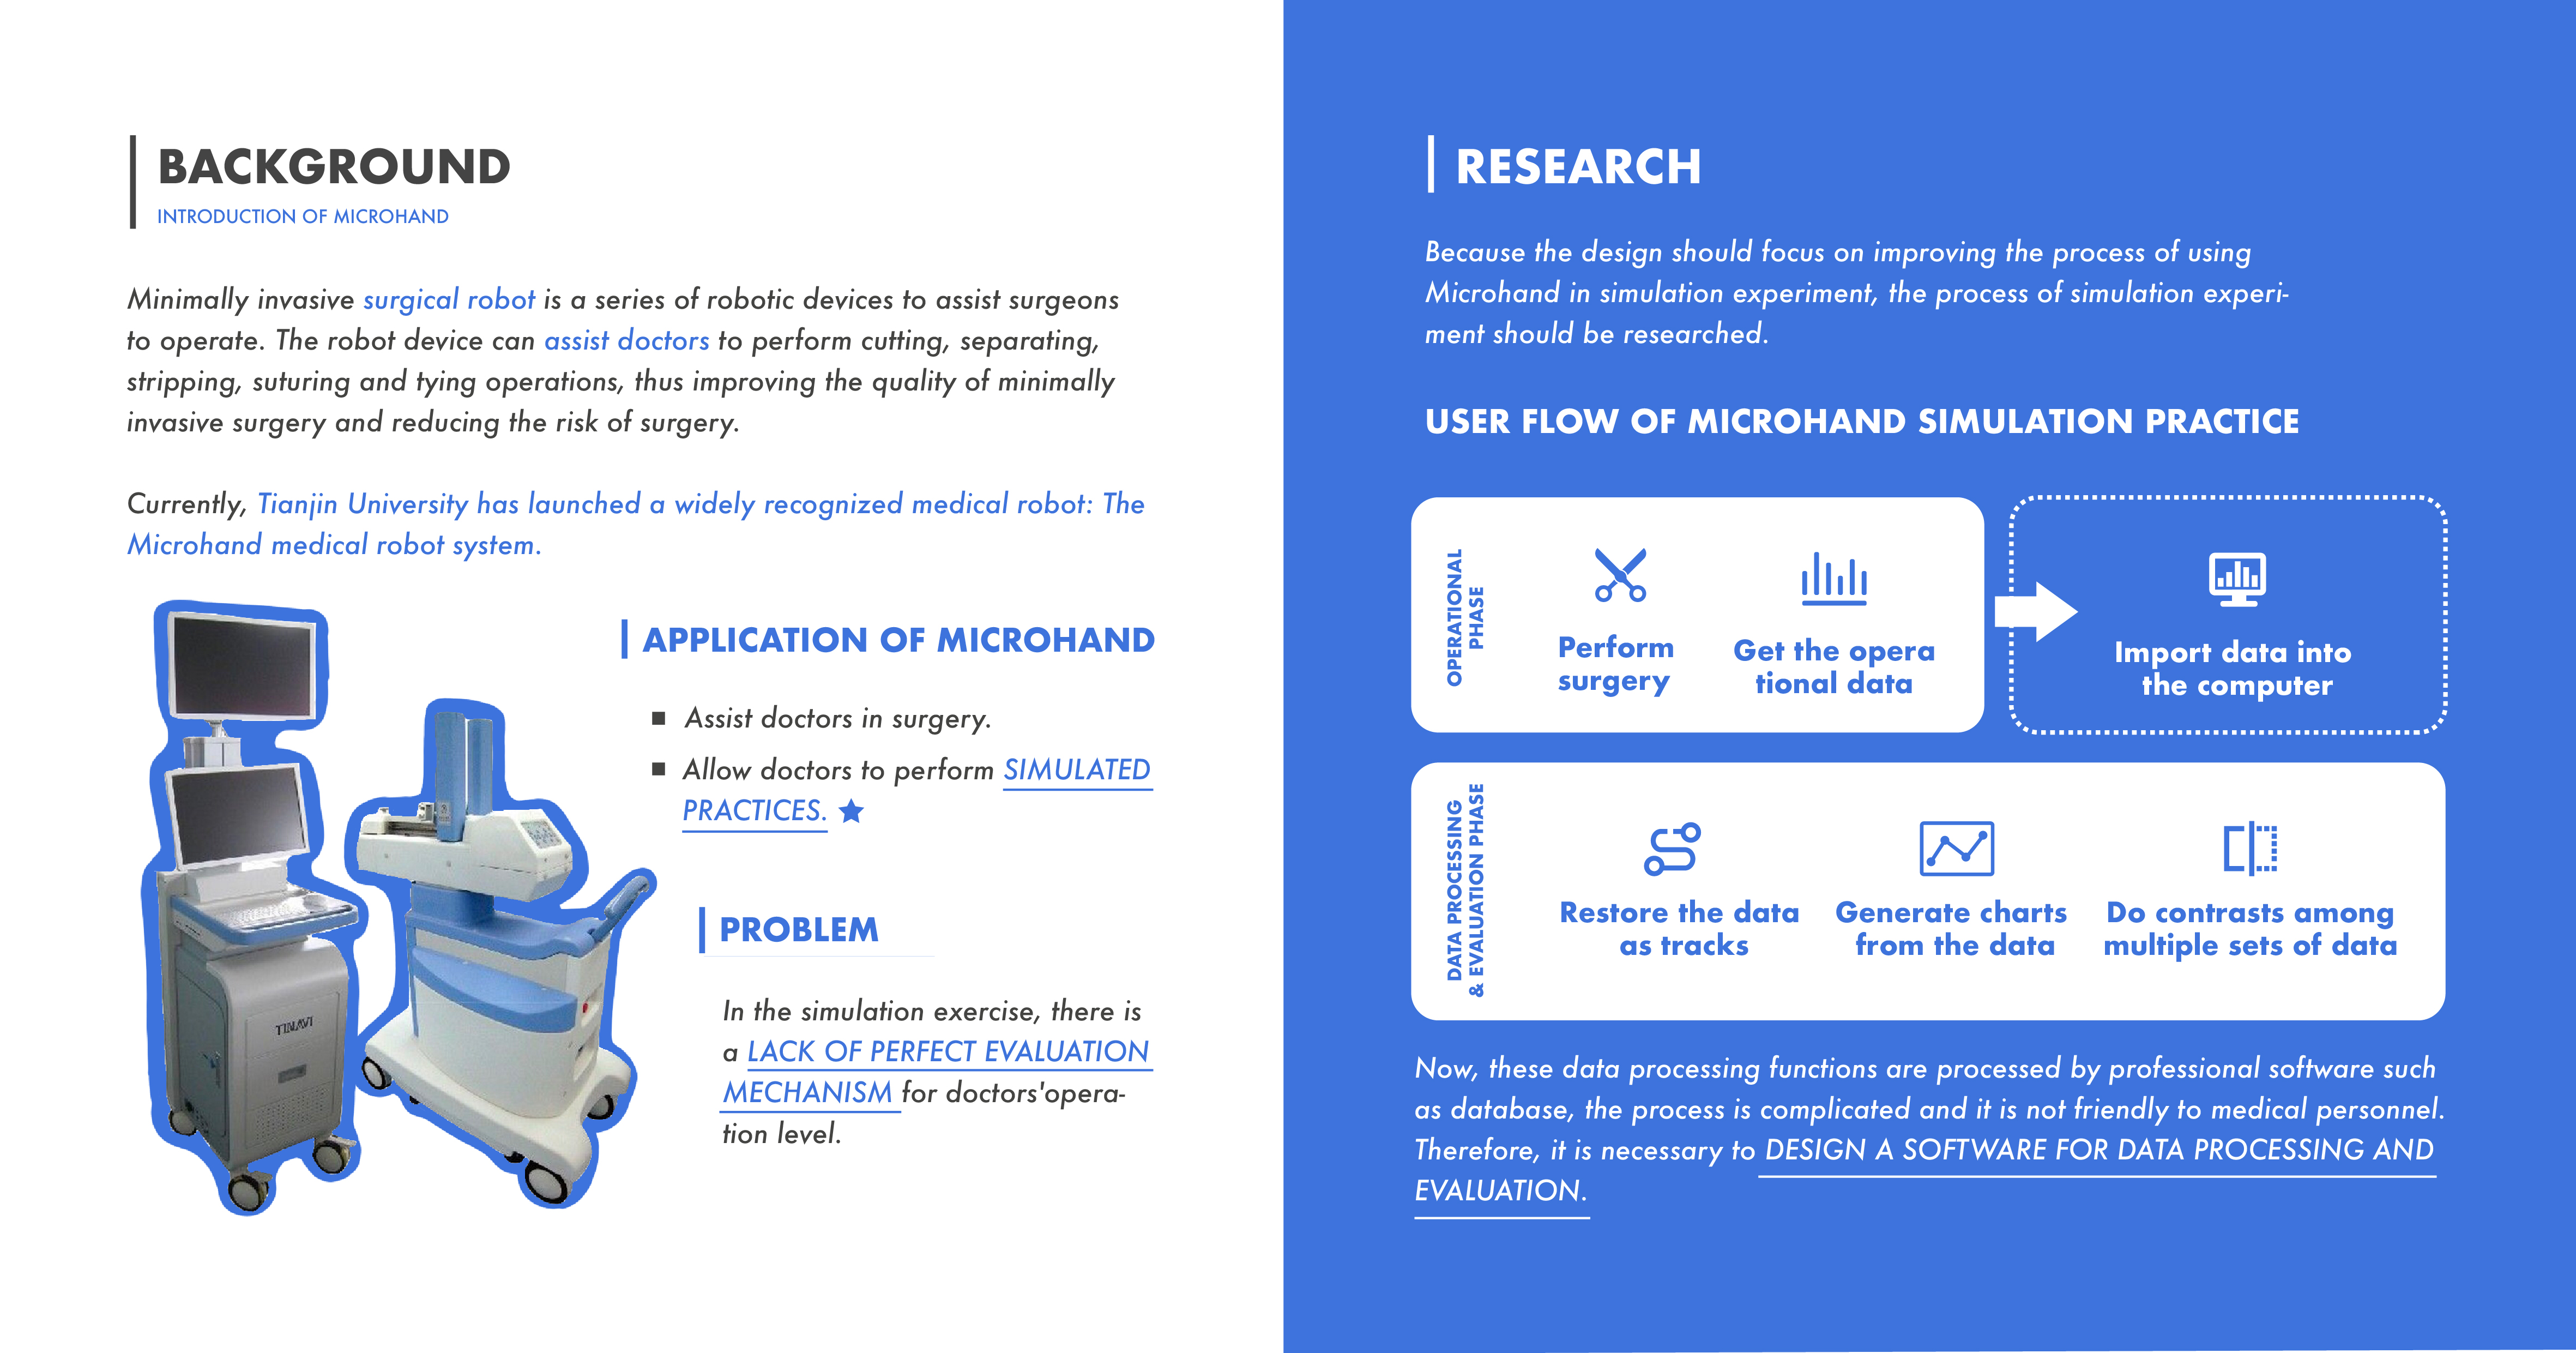 BACKGROUND
INTRODUCTION OF MICROHAND
Minimally invasive surgical robot is a series of robotic devices to assist surgeons
to operate. The robot device can assist doctors to perform cutting, separating,
stripping, suturing and tying operations, thus improving the quality of minimally
invasive surgery and reducing the risk of surgery.
Currently, Tianjin University has launched a widely recognized medical robot: The
Microhand medical robot system.
TINAVI
APPLICATION OF MICROHAND
Assist doctors in surgery.
Allow doctors to perform SIMULATED
PRACTICES.
PROBLEM
In the simulation exercise, there is
a LACK OF PERFECT EVALUATION
MECHANISM for doctors'opera-
tion level.
RESEARCH
Because the design should focus on improving the process of using
Microhand in simulation experiment, the process of simulation experi-
ment should be researched.
USER FLOW OF MICROHAND SIMULATION PRACTICE
OPERATIONAL
PHASE
Perform
surgery
Get the opera
tional data
Import data into
the computer
DATA PROCESSING
& EVALUATION PHASE
Restore the data
as tracks
Generate charts
from the data
Do contrasts among
multiple sets of data
Now, these data processing functions are processed by professional software such
as database, the process is complicated and it is not friendly to medical personnel.
Therefore, it is necessary to DESIGN A SOFTWARE FOR DATA PROCESSING AND
EVALUATION.